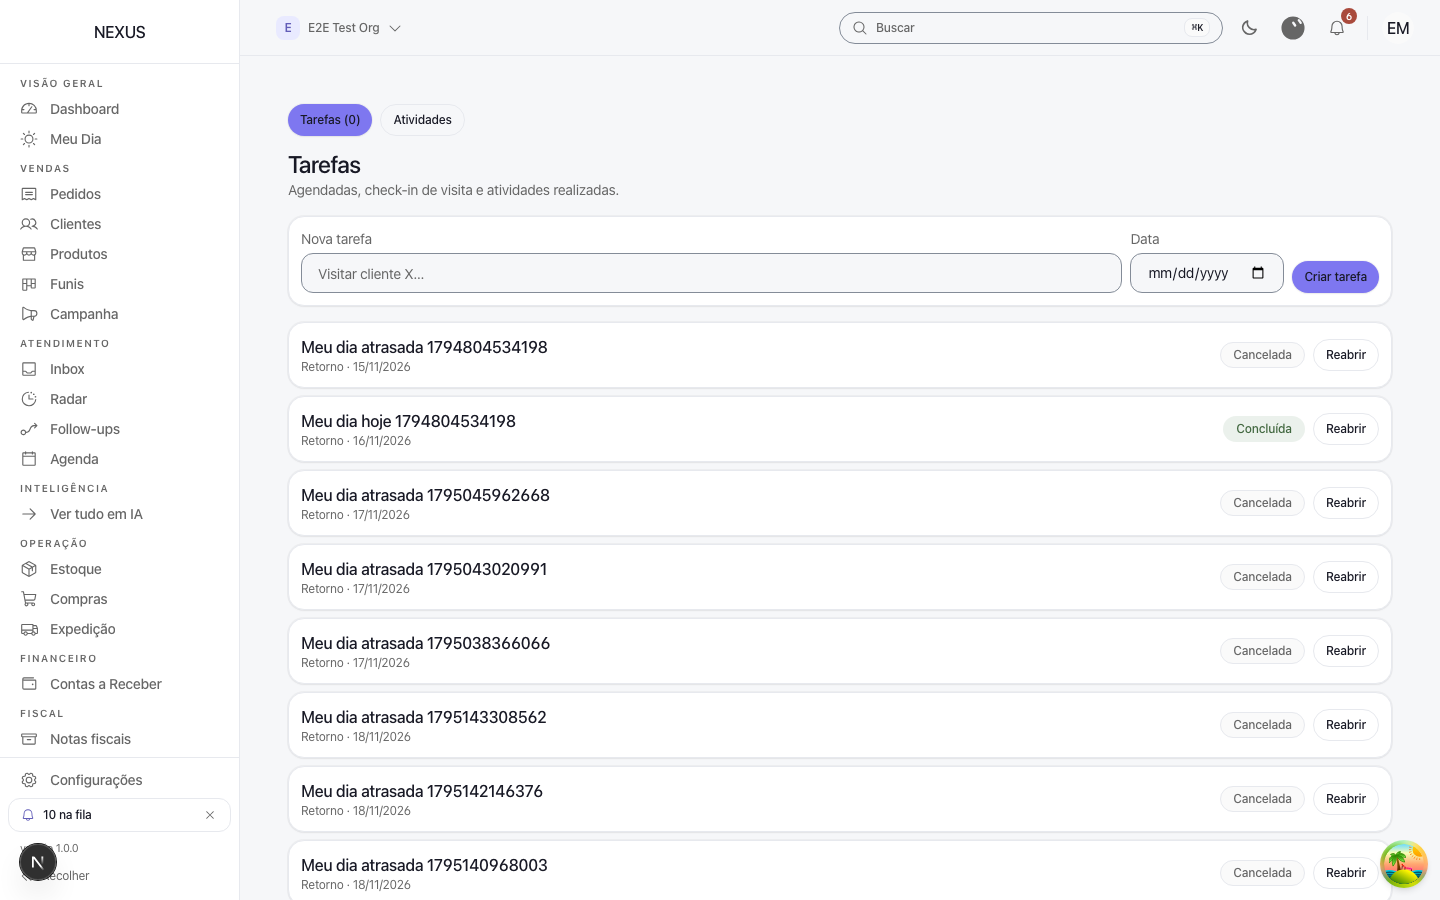 NEXUS
E
E2E Test Org
Buscar
⌘K
6
EM
VISÃO GERAL
Dashboard
Meu Dia
VENDAS
Pedidos
Clientes
Produtos
Funis
Campanha
ATENDIMENTO
Inbox
Radar
Follow-ups
Agenda
INTELIGÊNCIA
Ver tudo em IA
OPERAÇÃO
Estoque
Compras
Expedição
FINANCEIRO
Contas a Receber
FISCAL
Notas fiscais
Configurações
10 na fila
1.0.0
N
Tarefas (0)
Atividades
Tarefas
Agendadas, check-in de visita e atividades realizadas.
Nova tarefa
Data
Visitar cliente X...
mm/dd/yyyy
Criar tarefa
Meu dia atrasada 1794804534198
Retorno · 15/11/2026
Cancelada
Reabrir
Meu dia hoje 1794804534198
Retorno · 16/11/2026
Concluída
Reabrir
Meu dia atrasada 1795045962668
Retorno · 17/11/2026
Cancelada
Reabrir
Meu dia atrasada 1795043020991
Retorno · 17/11/2026
Cancelada
Reabrir
Meu dia atrasada 1795038366066
Retorno · 17/11/2026
Cancelada
Reabrir
Meu dia atrasada 1795143308562
Retorno · 18/11/2026
Cancelada
Reabrir
Meu dia atrasada 1795142146376
Retorno · 18/11/2026
Cancelada
Reabrir
Meu dia atrasada 1795140968003
Retorno · 18/11/2026
Cancelada
Reabrir